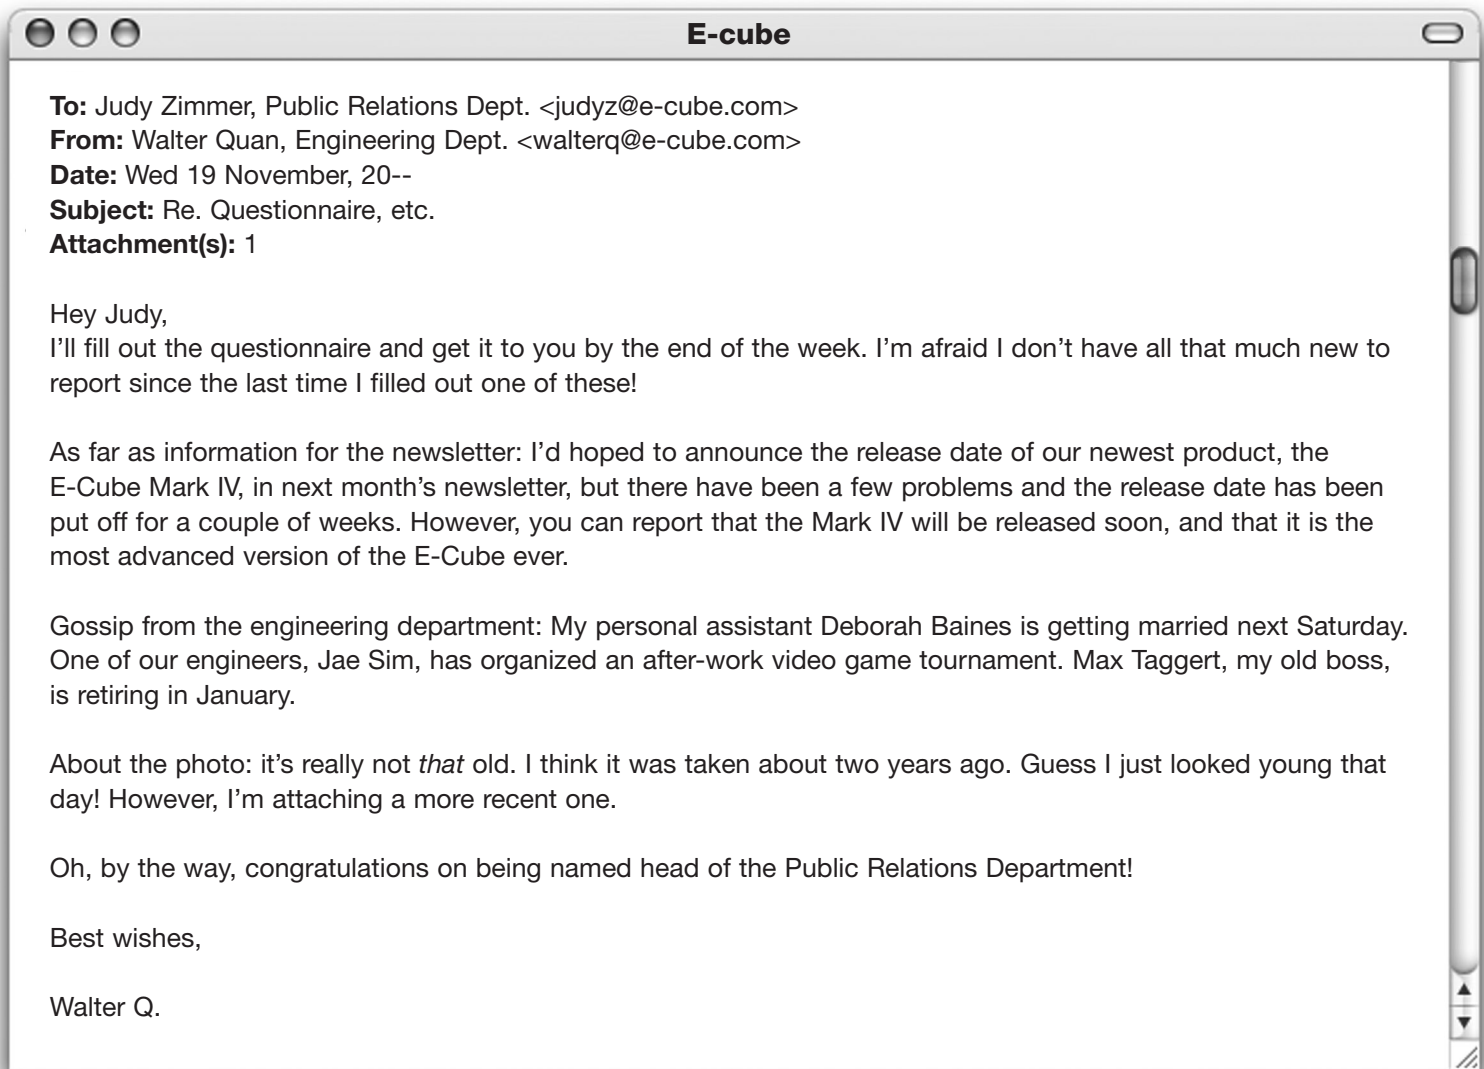 E-cube
To: Judy Zimmer, Public Relations Dept. <judyz@e-cube.com>
From: Walter Quan, Engineering Dept. <walterq@e-cube.com>
Date: Wed 19 November, 20--
Subject: Re. Questionnaire, etc.
Attachment(s): 1
Hey Judy,
I’ll fill out the questionnaire and get it to you by the end of the week. I’m afraid I don’t have all that much new to
report since the last time I filled out one of these!
As far as information for the newsletter: I’d hoped to announce the release date of our newest product, the
E-Cube Mark IV, in next month’s newsletter, but there have been a few problems and the release date has been
put off for a couple of weeks. However, you can report that the Mark IV will be released soon, and that it is the
most advanced version of the E-Cube ever.
Gossip from the engineering department: My personal assistant Deborah Baines is getting married next Saturday.
One of our engineers, Jae Sim, has organized an after-work video game tournament. Max Taggert, my old boss,
is retiring in January.
About the photo: it’s really not that old. I think it was taken about two years ago. Guess I just looked young that
day! However, I’m attaching a more recent one.
Oh, by the way, congratulations on being named head of the Public Relations Department!
Best wishes,
Walter Q.